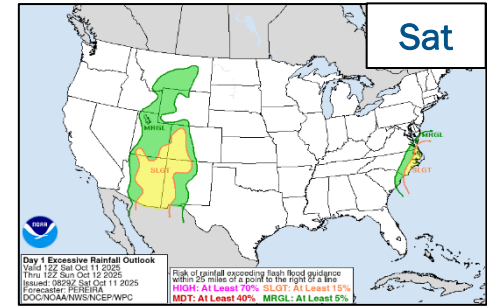 Sat
MRGL
SLGT
MRGL
SLGT
NOAA
Day 1 Excessive Rainfall Outlook
Valid 12Z Sat Oct 11 2025
Thru 12Z Sun Oct 12 2025
Issued: 0829Z Sat Oct 11 2025
Forecaster: PEREIRA
DOC/NOAA/NWS/NCEP/WPC
Risk of rainfall exceeding flash flood guidance
within 25 miles of a point to the right of a line
HIGH: At Least 70% SLGT: At Least 15%
MDT: At Least 40% MRGL: At Least 5%